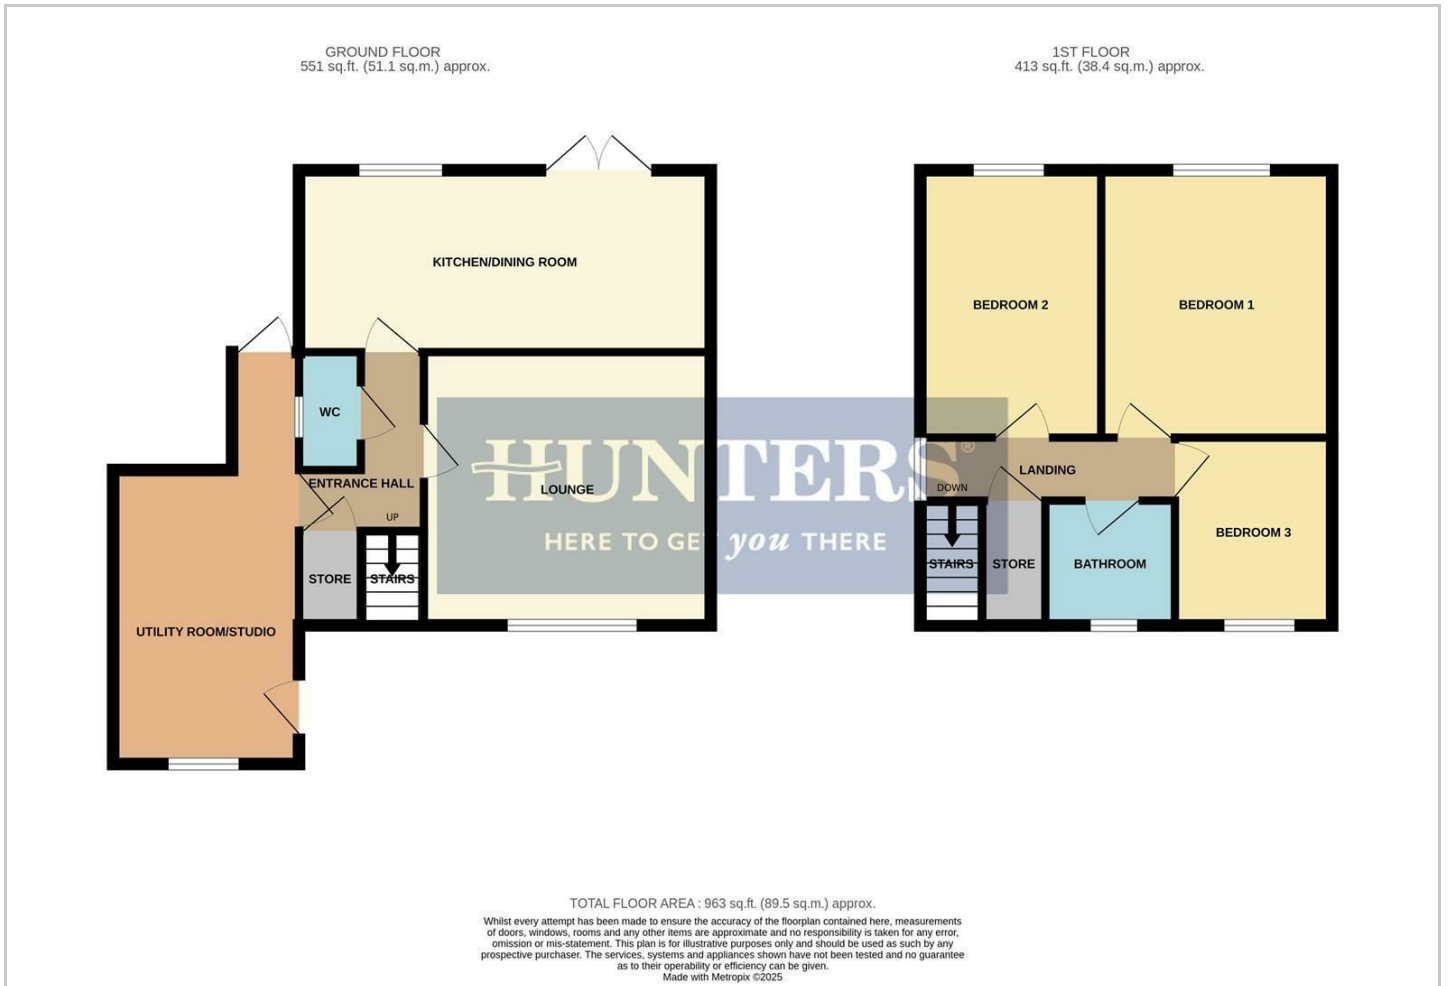 GROUND FLOOR
551 sq.ft. (51.1 sq.m.) approx.
1ST FLOOR
413 sq.ft. (38.4 sq.m.) approx.
KITCHEN/DINING ROOM
WC
ENTRANCE HALL
UP
LOUNGE
STORE
STAIRS
UTILITY ROOM/STUDIO
BEDROOM 2
BEDROOM 1
LANDING
DOWN
STAIRS
STORE
BATHROOM
BEDROOM 3
HUNTERS®
HERE TO GET you THERE
TOTAL FLOOR AREA : 963 sq.ft. (89.5 sq.m.) approx.
Whilst every attempt has been made to ensure the accuracy of the floorplan contained here, measurements
of doors, windows, rooms and any other items are approximate and no responsibility is taken for any error,
omission or mis-statement. This plan is for illustrative purposes only and should be used as such by any
prospective purchaser. The services, systems and appliances shown have not been tested and no guarantee
as to their operability or efficiency can be given.
Made with Metropix ©2025